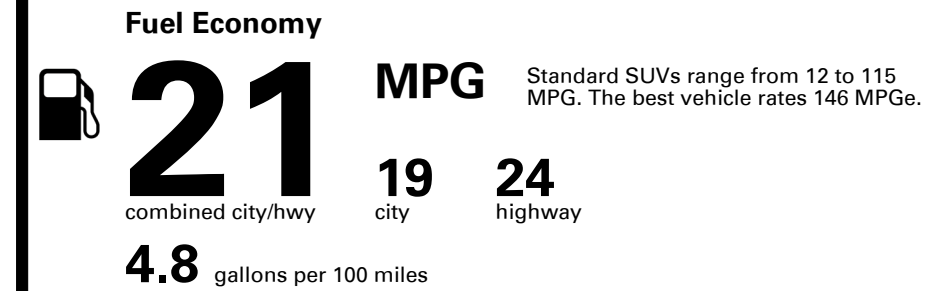 Fuel Economy
21 MPG
Standard SUVs range from 12 to 115
MPG. The best vehicle rates 146 MPGe.
combined city/hwy
19
city
24
highway
4.8 gallons per 100 miles